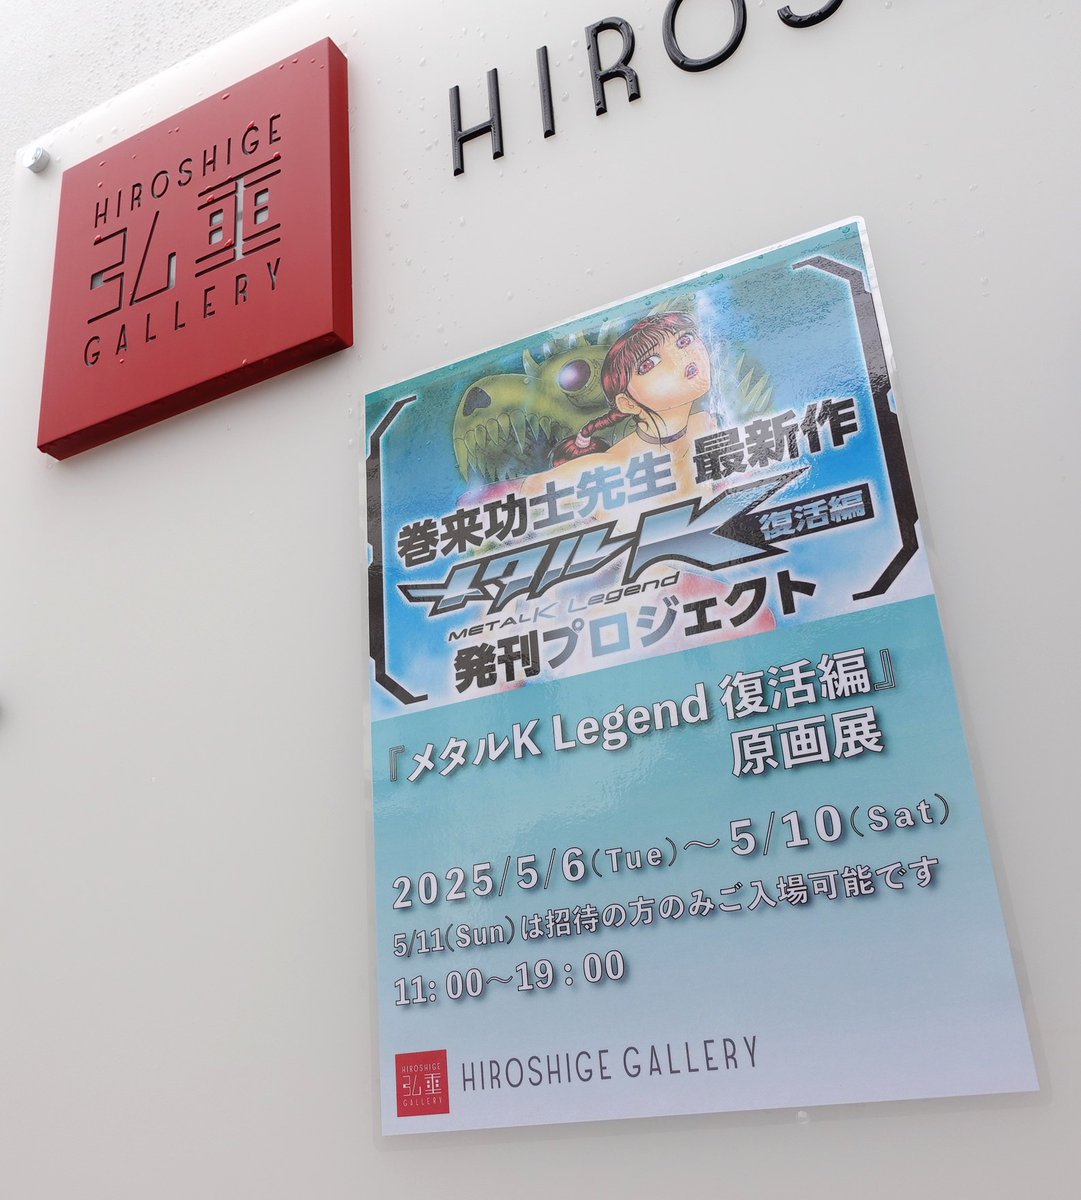 HIROS
HIROSHIGE
弘重
GALLERY
巻来功士先生 最新作
メタルK 復活編
METALK Legend
発刊プロジェクト
『メタルK Legend 復活編』
原画展
2025/5/6(Tue)～5/10(Sat)
5/11(Sun)は招待の方のみご入場可能です
11:00～19:00
HIROSHIGE
弘重
GALLERY
HIROSHIGE GALLERY